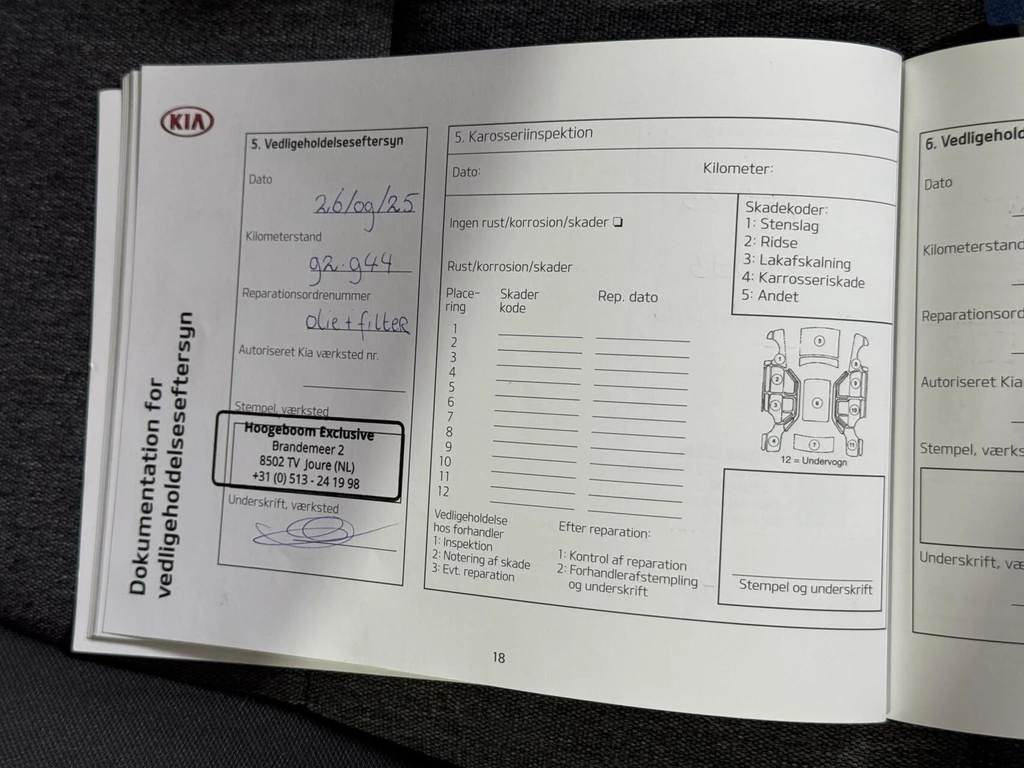 KIA
Dokumentation for
vedligeholdelseseftersyn
5. Vedligeholdelseseftersyn
Dato
26/09/25
Kilometerstand
92.944
Reparationsordrenummer
olie + filter
Autoriseret Kia værksted nr.
Stempel, værksted
Hoogeboom Exclusive
Brandemeer 2
8502 TV Joure (NL)
+31 (0) 513 - 24 19 98
Underskrift, værksted
5. Karosseriinspektion
Dato:
Kilometer:
Ingen rust/korrosion/skader
Rust/korrosion/skader
Skadekoder:
1: Stenslag
2: Ridse
3: Lakafskalning
4: Karrosseriskade
5: Andet
Place-
ring
Skader
kode
Rep. dato
1
2
3
4
5
6
7
8
9
10
11
12
12 = Undervogn
Vedligeholdelse
hos forhandler
1: Inspektion
2: Notering af skade
3: Evt. reparation
Efter reparation:
1: Kontrol af reparation
2: Forhandlerafstempling
og underskrift
Stempel og underskrift
18
6. Vedligehold
Dato
Kilometerstand
Reparationsord
Autoriseret Kia
Stempel, værks
Underskrift, væ